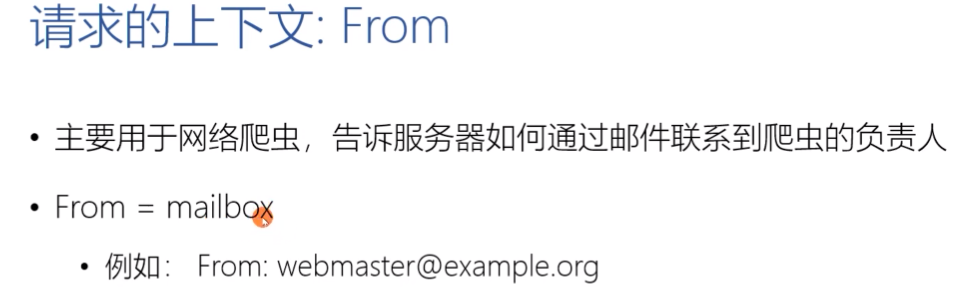 请求的上下文: From
• 主要用于网络爬虫，告诉服务器如何通过邮件联系到爬虫的负责人
• From = mailbox
• 例如： From: webmaster@example.org